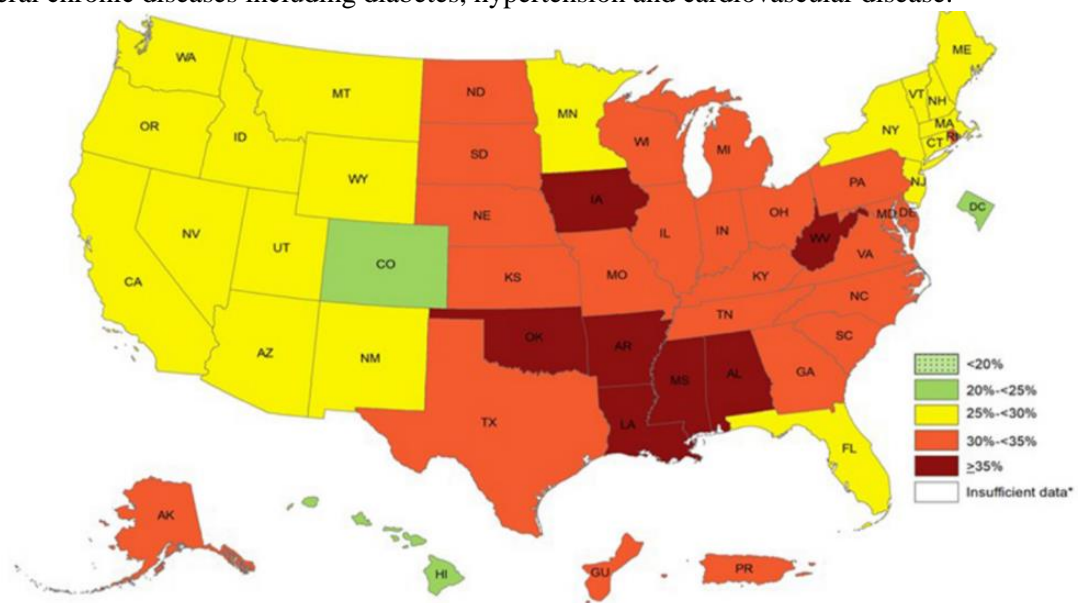 eral chronic diseases including diabetes, hypertension and cardiovascular disease.
WA
MT
ND
MN
ME
VT
NH
OR
ID
SD
WI
MI
NY
MA
CT
RI
WY
IA
PA
NJ
NE
OH
MD
DE
DC
NV
UT
CO
IL
IN
WV
VA
CA
KS
MO
KY
NC
TN
AZ
NM
OK
AR
SC
MS
AL
GA
TX
LA
FL
<20%
20%-<25%
25%-<30%
30%-<35%
≥35%
Insufficient data*
AK
HI
GU
PR